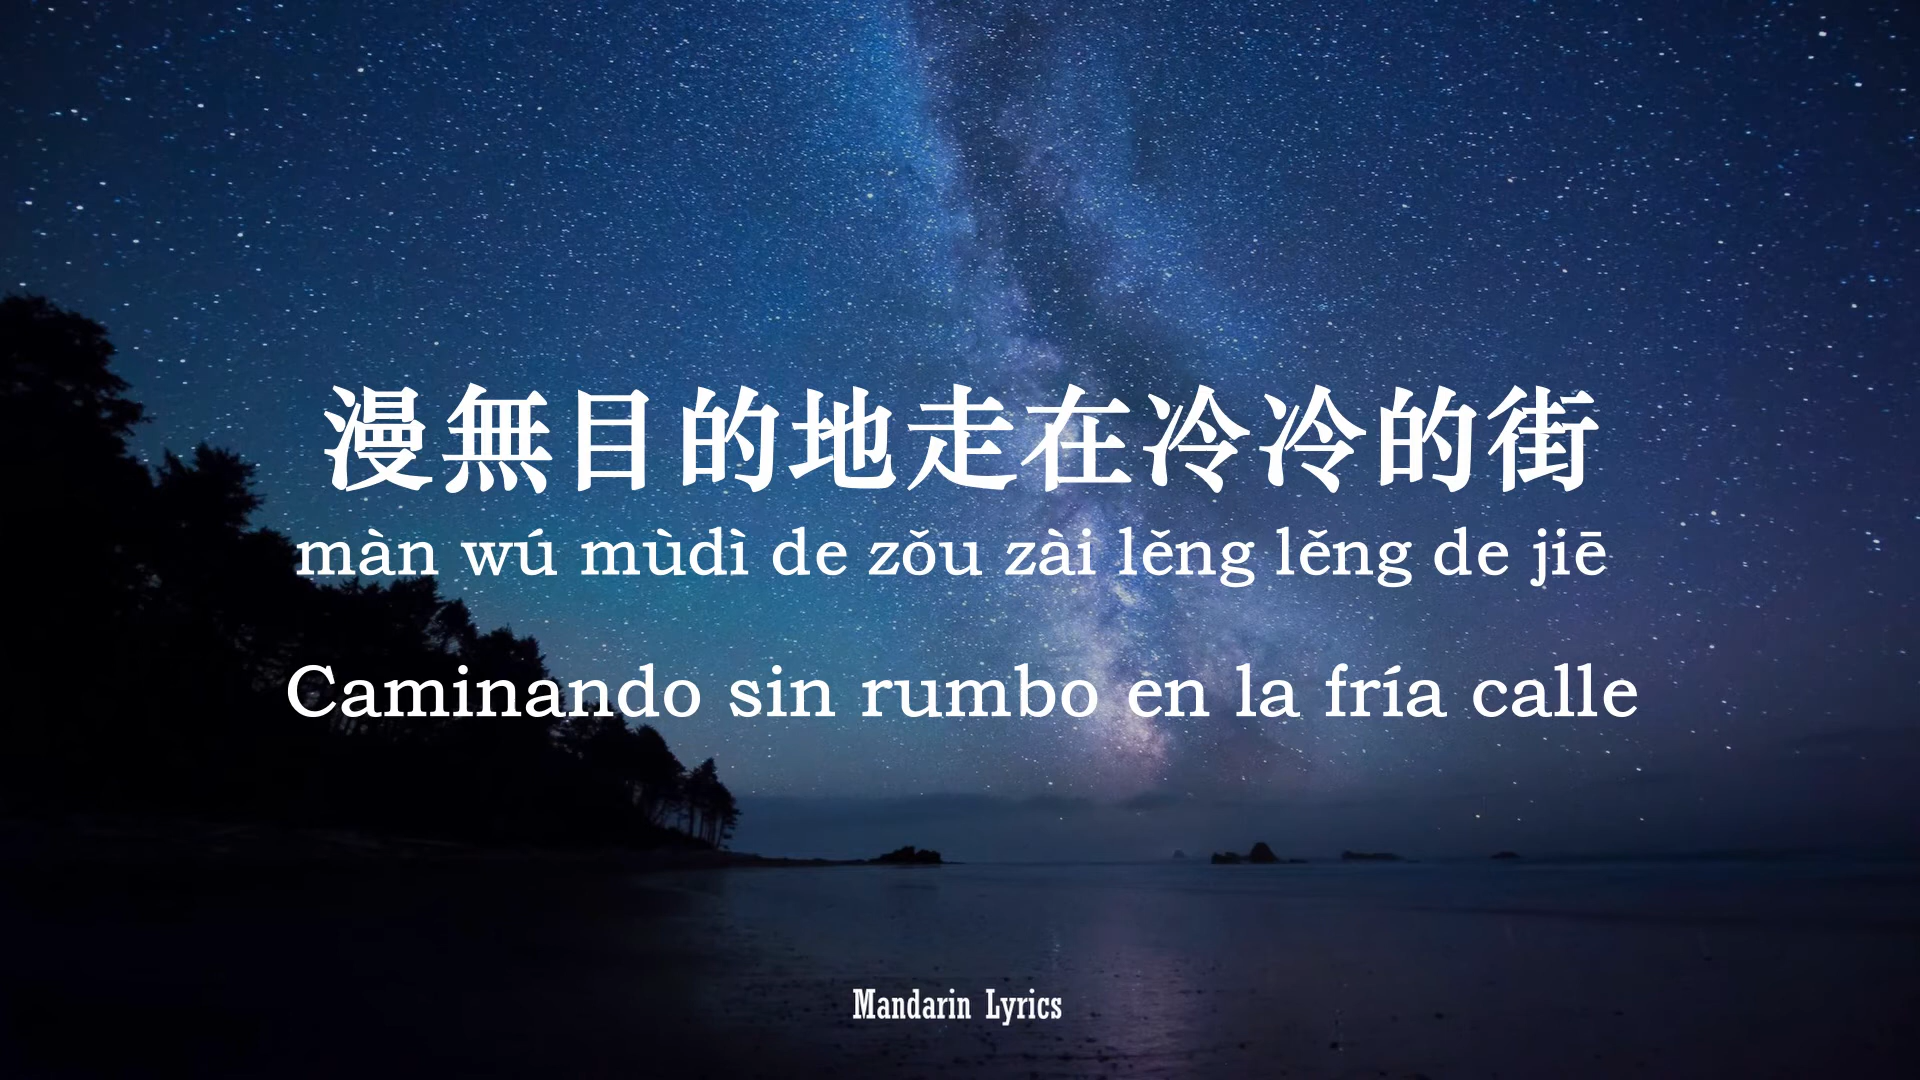 漫無目的地走在冷冷的街
màn wú mùdì de zǒu zài lěng lěng de jiē
Caminando sin rumbo en la fría calle
Mandarin Lyrics